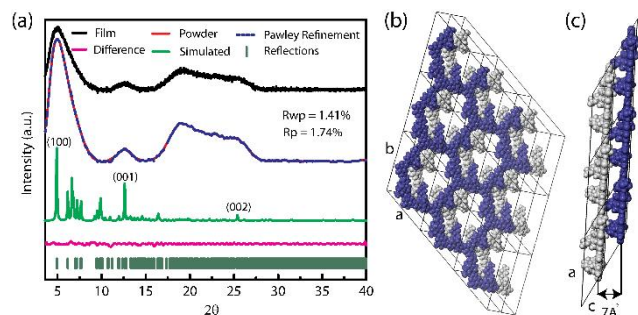 (a)
Film Powder Pawley Refinement
Difference Simulated Reflections
Intensity (a.u.)
Rwp = 1.41%
Rp = 1.74%
(100)
(001)
(002)
5 10 15 20 25 30 35 40
2θ
(b)
b
a
(c)
a
c
7A°